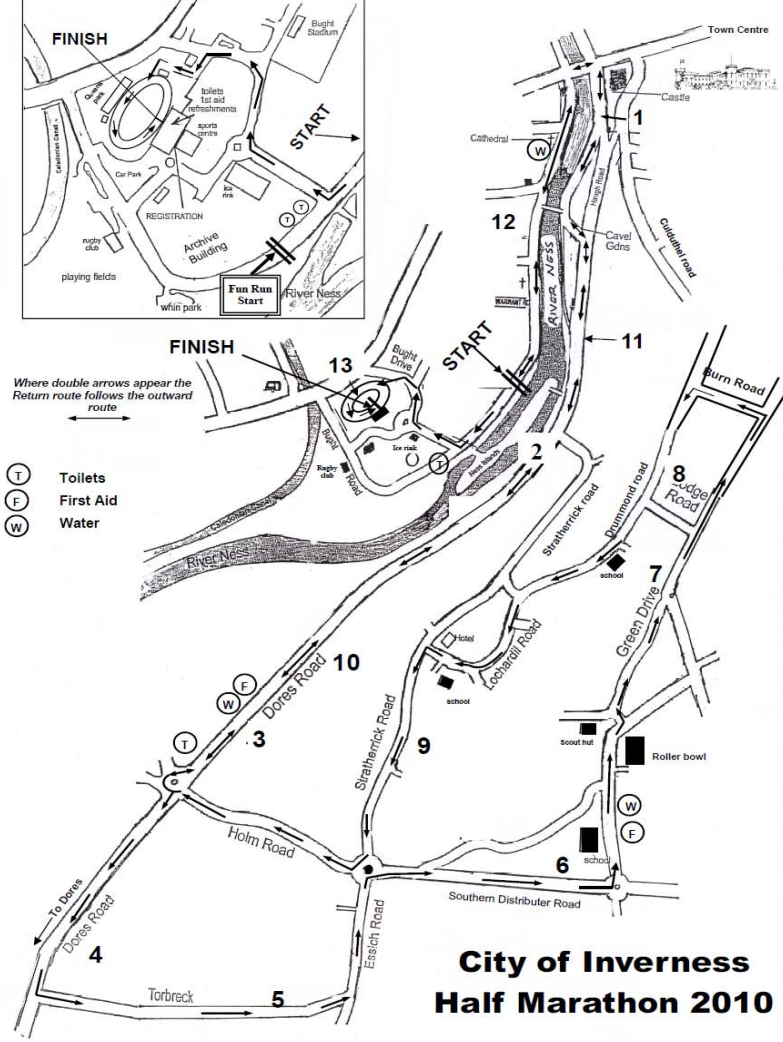 FINISH
Bught
Stadium
Queens
park
toilets
1st aid
refreshments
START
sports
centre
Caledonian Canal
Car Park
ice
rink
REGISTRATION
T
T
rugby
club
Archive
Building
playing fields
Fun Run
Start
River Ness
whin park
Town Centre
Castle
1
Cathedral
W
Haugh Road
12
Cavel
Gdns
Culduthel road
RIVER NESS
WARRANT RD
START
11
FINISH
13
Bught
Drive
Burn Road
Where double arrows appear the
Return route follows the outward
route
Bught
Road
Ice rink
Rugby
club
T
Ness Islands
2
8
Lodge
Road
T Toilets
F First Aid
W Water
Caledonian Canal
River Ness
Stratherrick road
Drummond road
school
7
Green Drive
Hotel
Lochardil Road
school
10
Dores Road
F
W
3
T
Stratherrick Road
9
Scout hut
Roller bowl
W
F
Holm Road
school
6
Southern Distributer Road
To Dores
Dores Road
4
Essich Road
Torbreck
5
City of Inverness
Half Marathon 2010